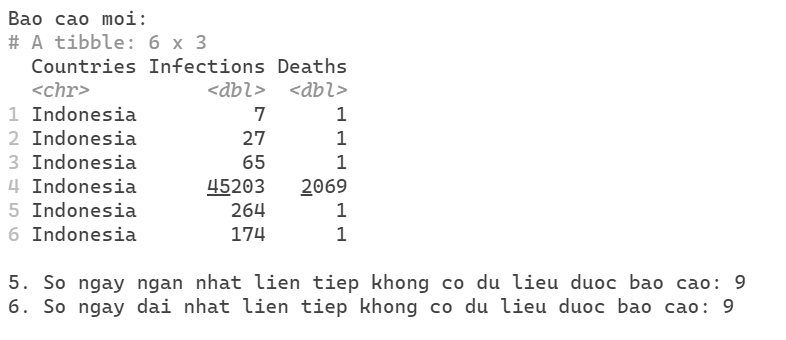 Bao cao moi:
# A tibble: 6 x 3
  Countries Infections Deaths
  <chr>          <dbl>  <dbl>
1 Indonesia          7      1
2 Indonesia         27      1
3 Indonesia         65      1
4 Indonesia      45203   2069
5 Indonesia        264      1
6 Indonesia        174      1

5. So ngay ngan nhat lien tiep khong co du lieu duoc bao cao: 9
6. So ngay dai nhat lien tiep khong co du lieu duoc bao cao: 9